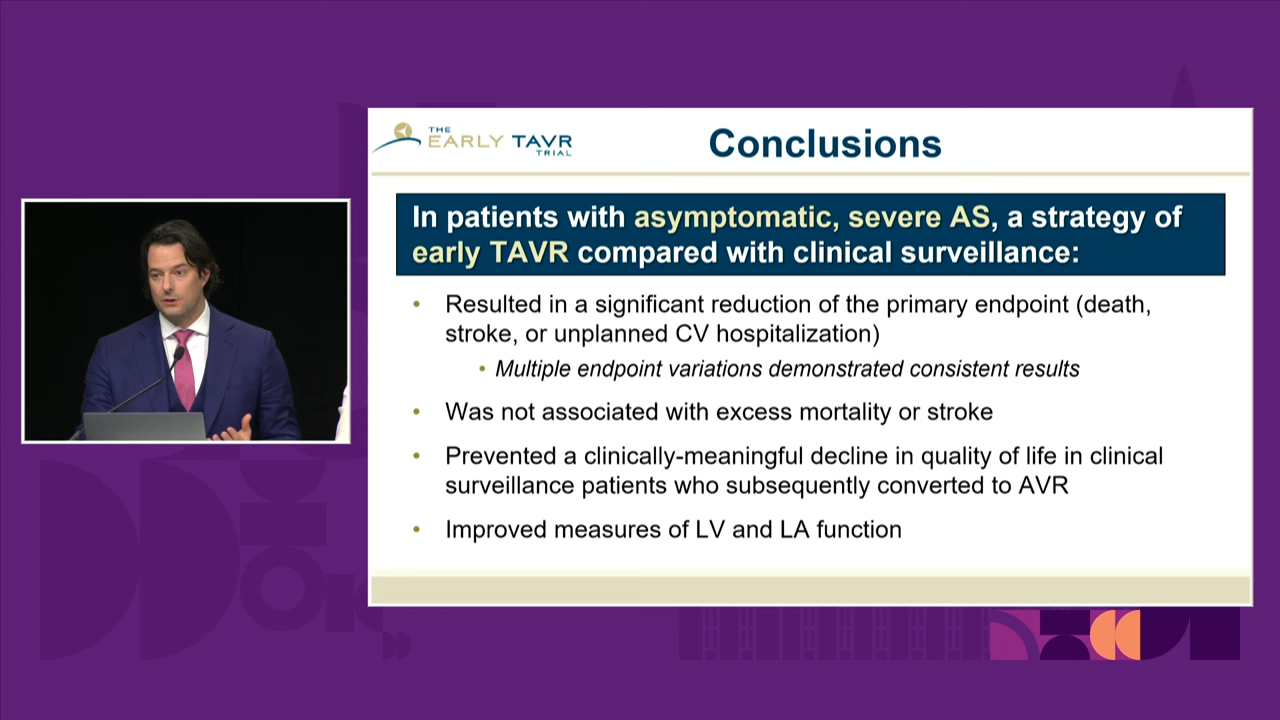 THE
EARLY TAVR
TRIAL
Conclusions
In patients with asymptomatic, severe AS, a strategy of
early TAVR compared with clinical surveillance:
• Resulted in a significant reduction of the primary endpoint (death,
stroke, or unplanned CV hospitalization)
• Multiple endpoint variations demonstrated consistent results
• Was not associated with excess mortality or stroke
• Prevented a clinically-meaningful decline in quality of life in clinical
surveillance patients who subsequently converted to AVR
• Improved measures of LV and LA function